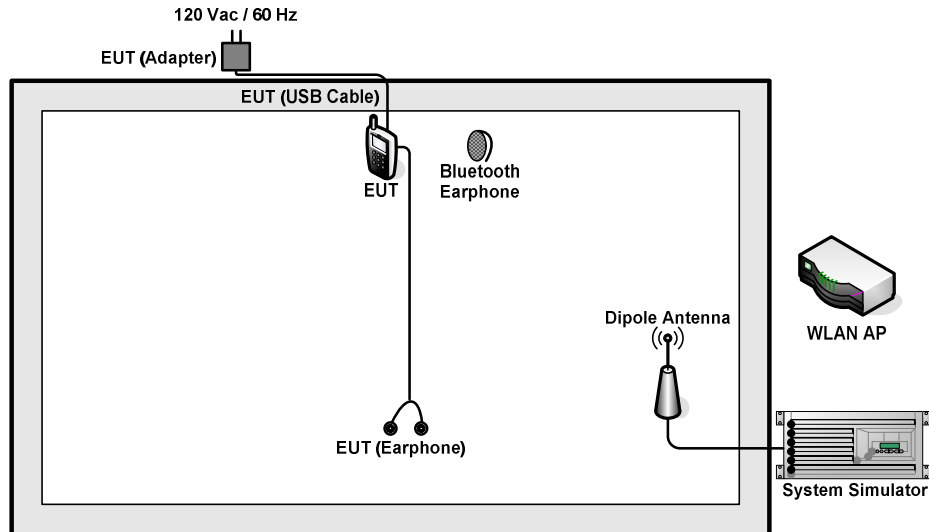 120 Vac / 60 Hz
EUT (Adapter)
EUT (USB Cable)
EUT
Bluetooth
Earphone
Dipole Antenna
WLAN AP
EUT (Earphone)
System Simulator